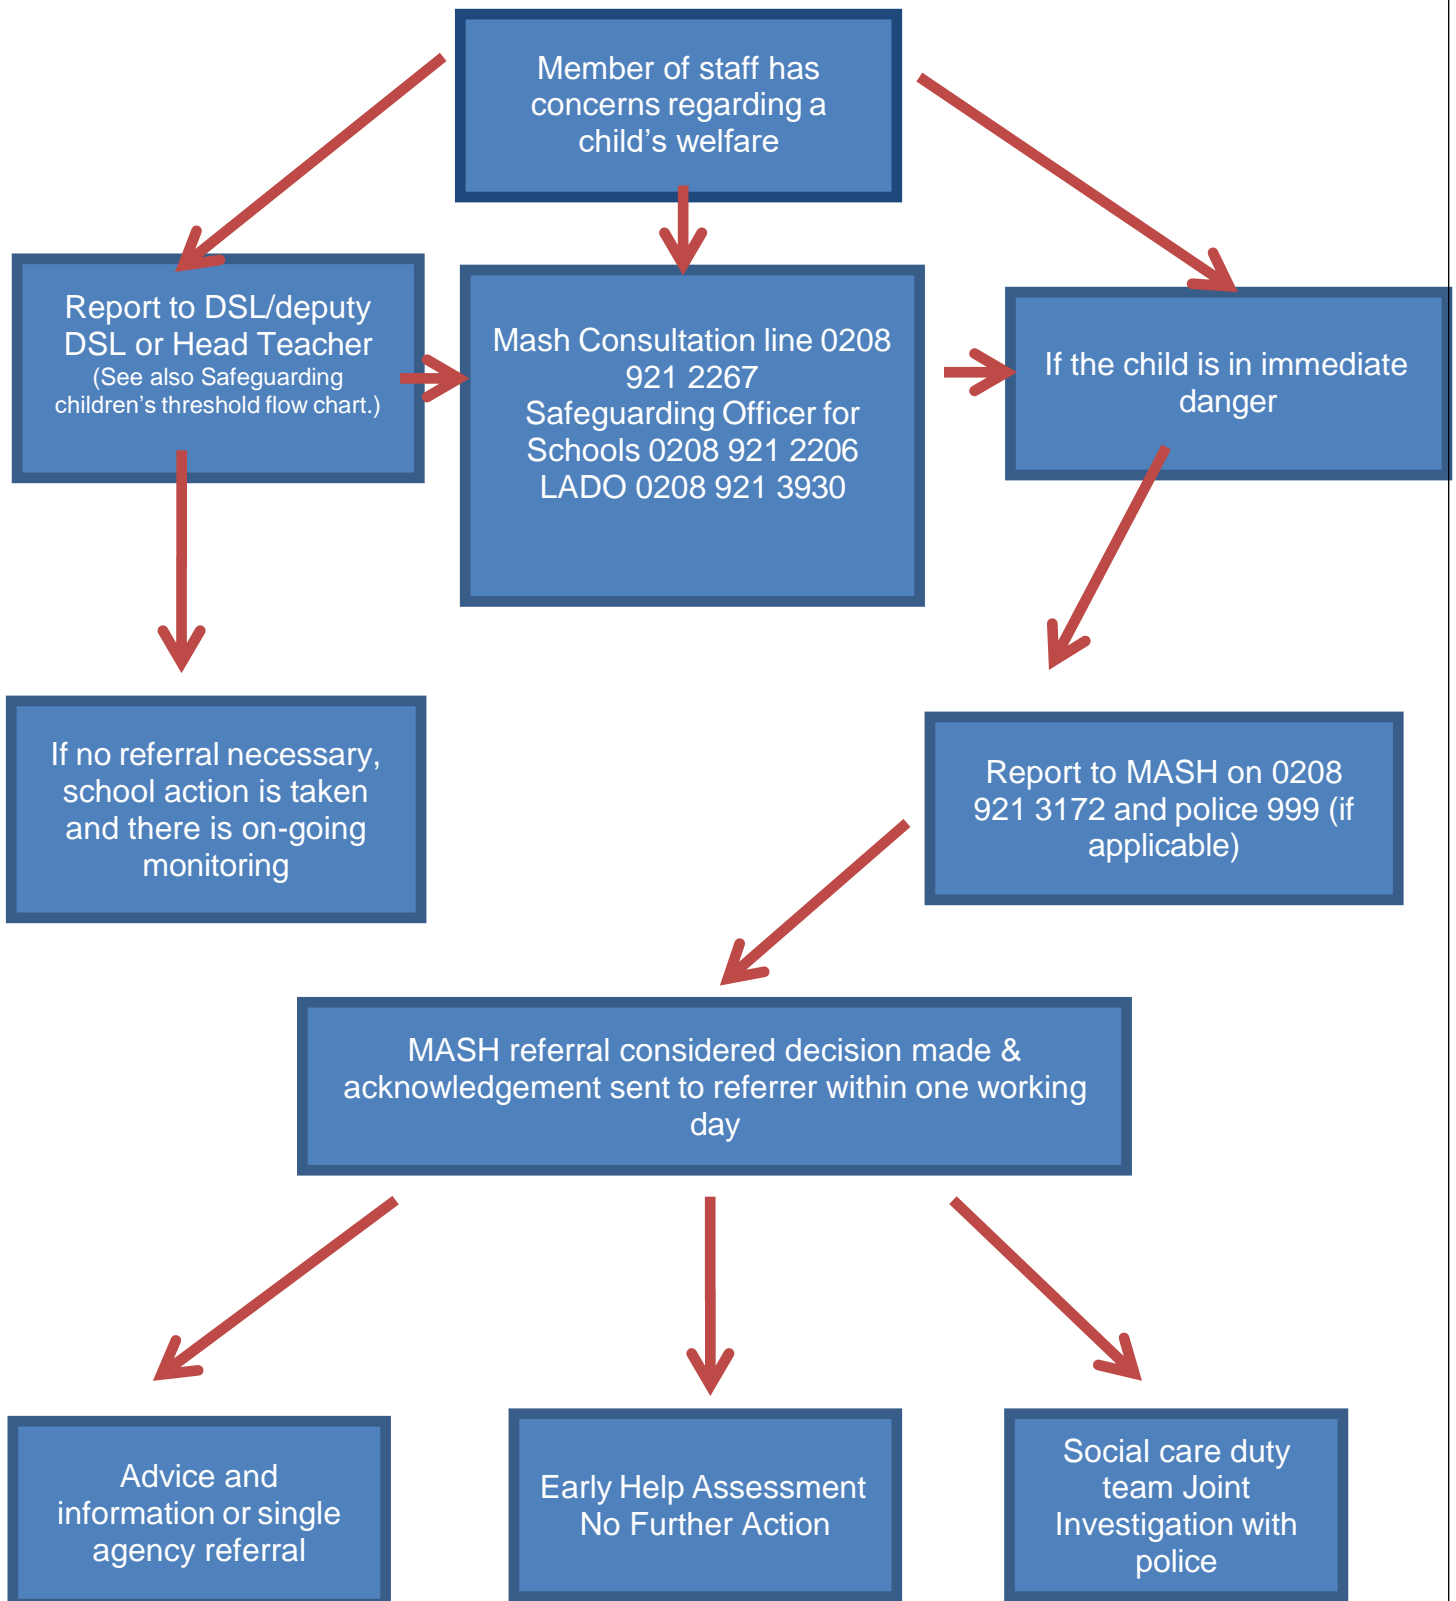 Member of staff has
concerns regarding a
child’s welfare
Report to DSL/deputy
DSL or Head Teacher
(See also Safeguarding
children’s threshold flow chart.)
Mash Consultation line 0208
921 2267
Safeguarding Officer for
Schools 0208 921 2206
LADO 0208 921 3930
If the child is in immediate
danger
If no referral necessary,
school action is taken
and there is on-going
monitoring
Report to MASH on 0208
921 3172 and police 999 (if
applicable)
MASH referral considered decision made &
acknowledgement sent to referrer within one working
day
Advice and
information or single
agency referral
Early Help Assessment
No Further Action
Social care duty
team Joint
Investigation with
police